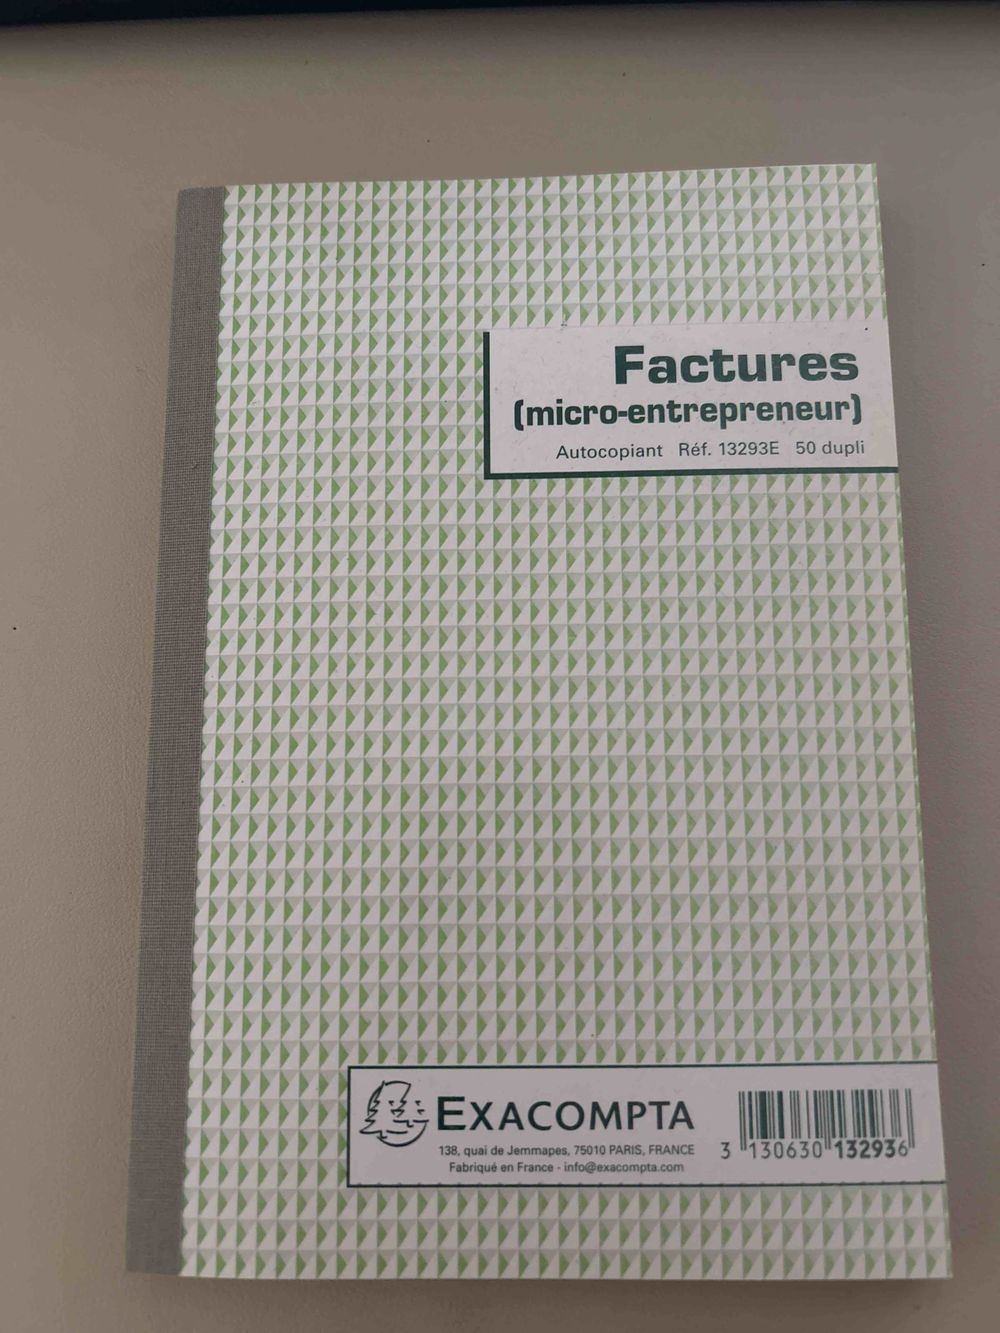 Factures
(micro-entrepreneur)
Autocopiant Réf. 13293E 50 dupli
EXACOMPTA
138, quai de Jemmapes, 75010 PARIS, FRANCE
Fabriqué en France - info@exacompta.com
3 130630 132936